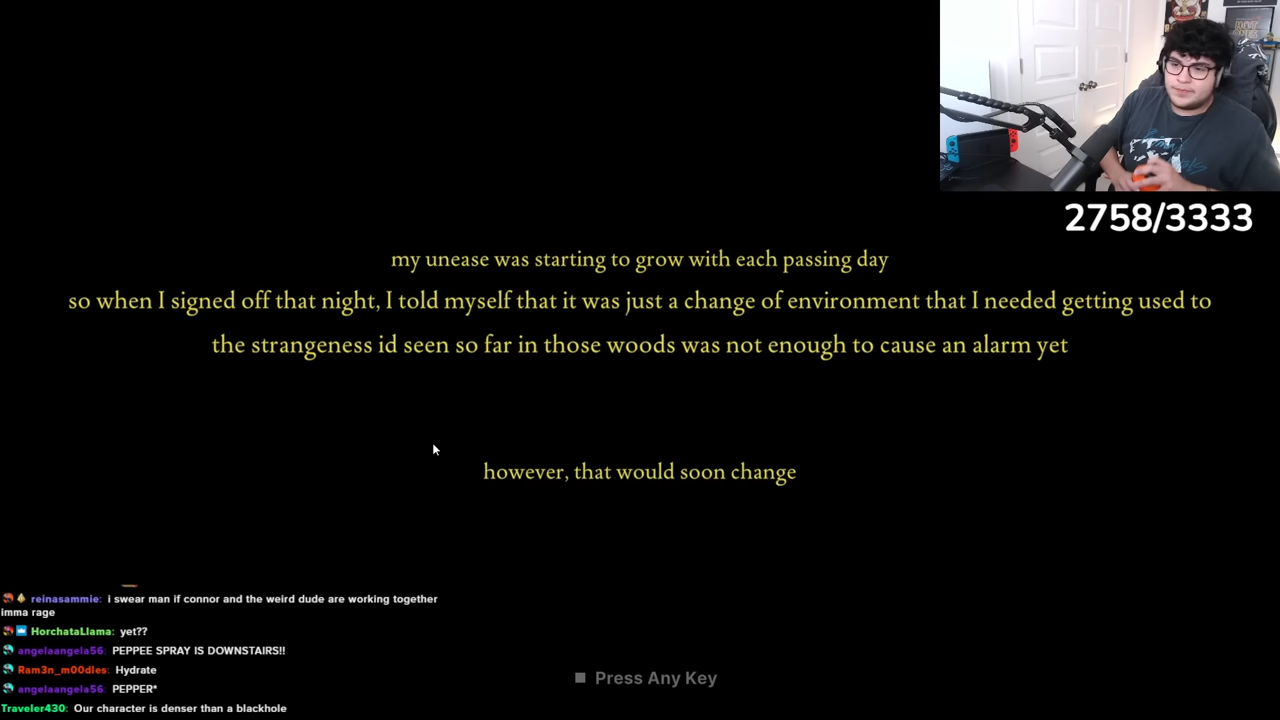 2758/3333
my unease was starting to grow with each passing day
so when I signed off that night, I told myself that it was just a change of environment that I needed getting used to
the strangeness id seen so far in those woods was not enough to cause an alarm yet
however, that would soon change
reinasammie: i swear man if connor and the weird dude are working together
imma rage
HorchataLlama: yet??
angelaangela56: PEPPEE SPRAY IS DOWNSTAIRS!!
Ram3n_m00dles: Hydrate
angelaangela56: PEPPER*
Traveler430: Our character is denser than a blackhole
Press Any Key